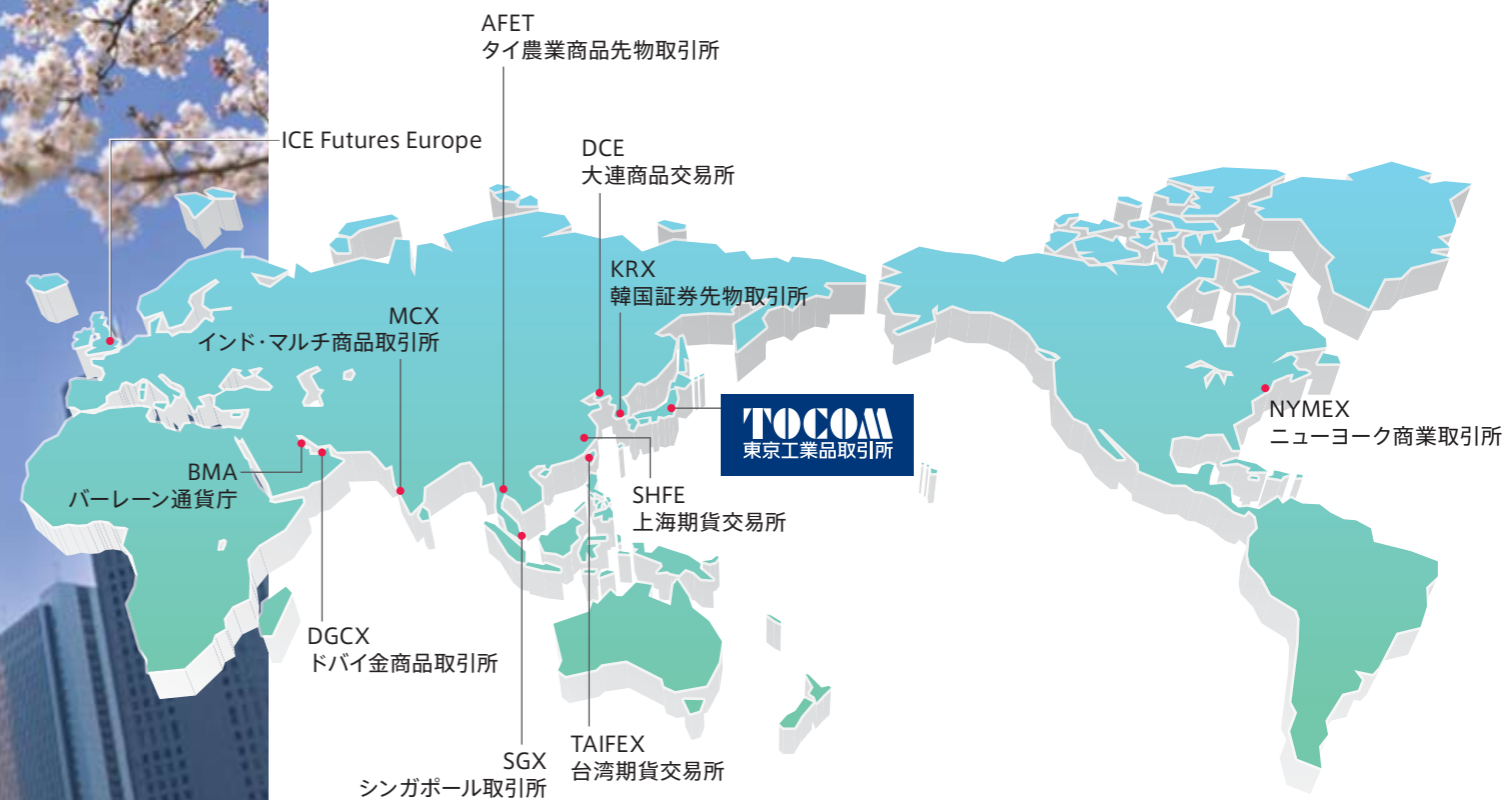 AFET
タイ農業商品先物取引所
ICE Futures Europe
DCE
大連商品交易所
KRX
韓国証券先物取引所
MCX
インド・マルチ商品取引所
TOCOM
東京工業品取引所
NYMEX
ニューヨーク商業取引所
BMA
バーレーン通貨庁
SHFE
上海期貨交易所
DGCX
ドバイ金商品取引所
TAIFEX
台湾期貨交易所
SGX
シンガポール取引所